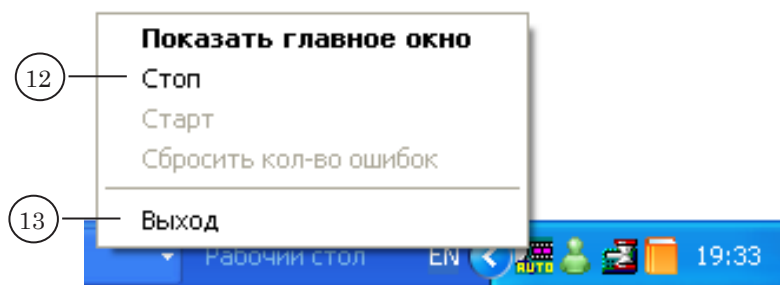 Показать главное окно
12 Стоп
Старт
Сбросить кол-во ошибок
13 Выход
Рабочий стол EN AUTO 19:33